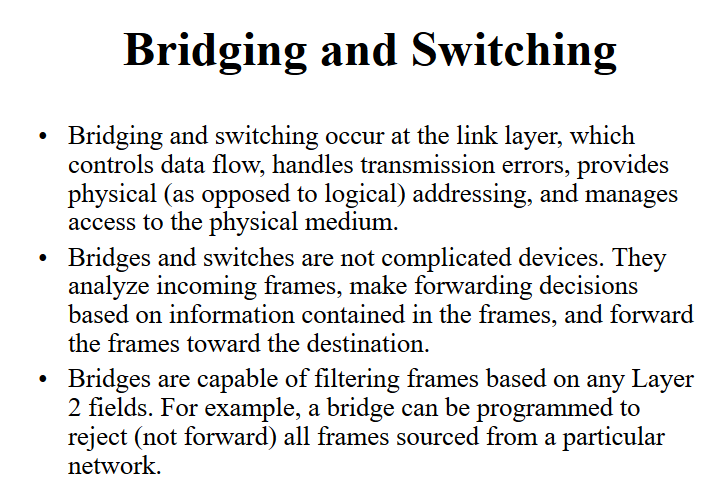 Bridging and Switching
• Bridging and switching occur at the link layer, which
controls data flow, handles transmission errors, provides
physical (as opposed to logical) addressing, and manages
access to the physical medium.
• Bridges and switches are not complicated devices. They
analyze incoming frames, make forwarding decisions
based on information contained in the frames, and forward
the frames toward the destination.
• Bridges are capable of filtering frames based on any Layer
2 fields. For example, a bridge can be programmed to
reject (not forward) all frames sourced from a particular
network.